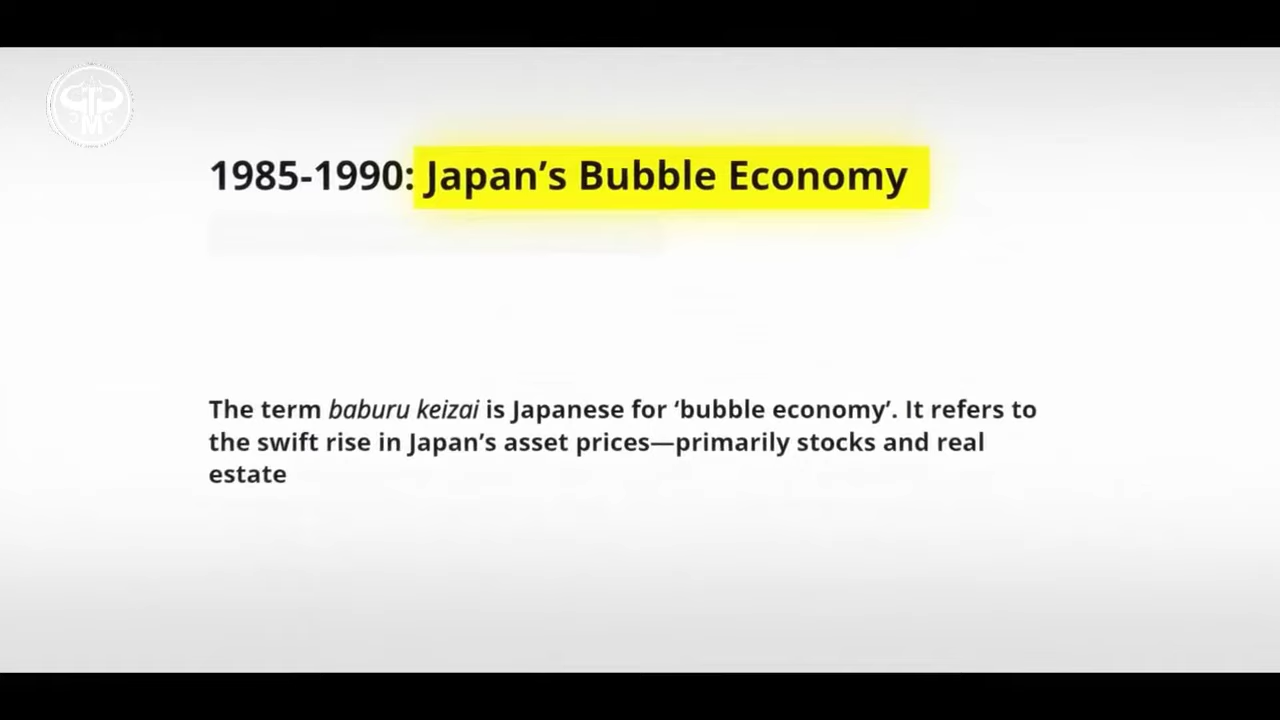 1985-1990: Japan’s Bubble Economy
The term baburu keizai is Japanese for ‘bubble economy’. It refers to
the swift rise in Japan’s asset prices—primarily stocks and real
estate